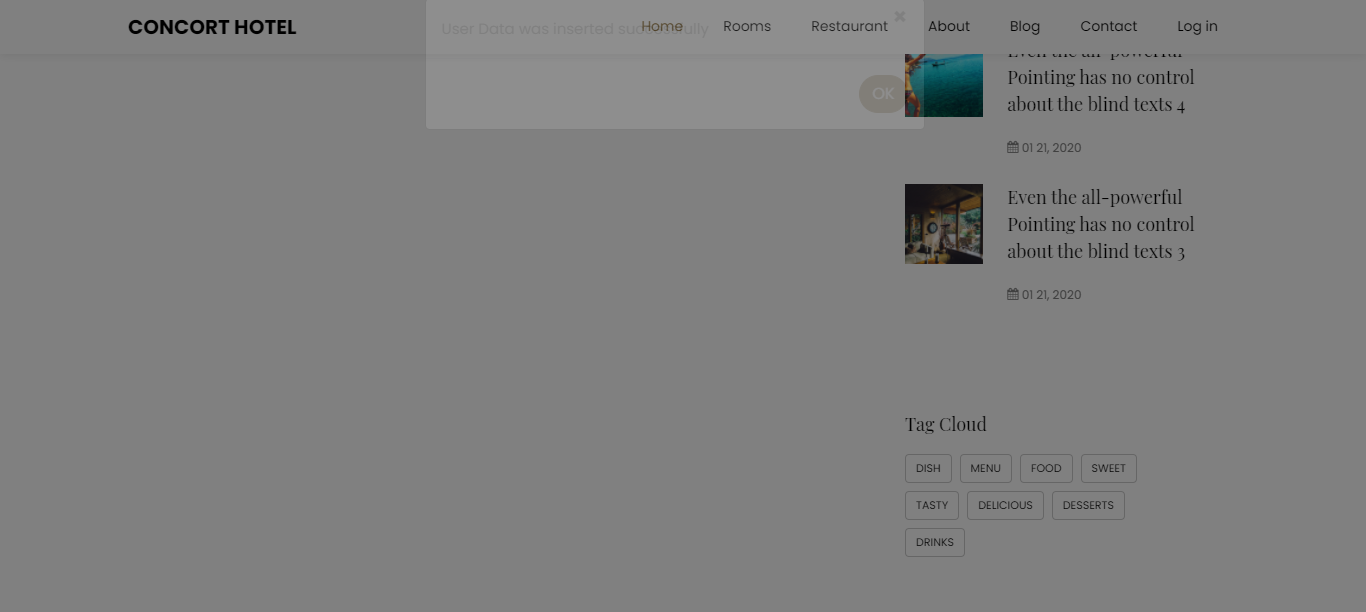 CONCORT HOTEL
Home Rooms Restaurant × About Blog Contact Log in
User Data was inserted successfully
OK
Even the all-powerful
Pointing has no control
about the blind texts 4
01 21, 2020
Even the all-powerful
Pointing has no control
about the blind texts 3
01 21, 2020
Tag Cloud
DISH MENU FOOD SWEET
TASTY DELICIOUS DESSERTS
DRINKS